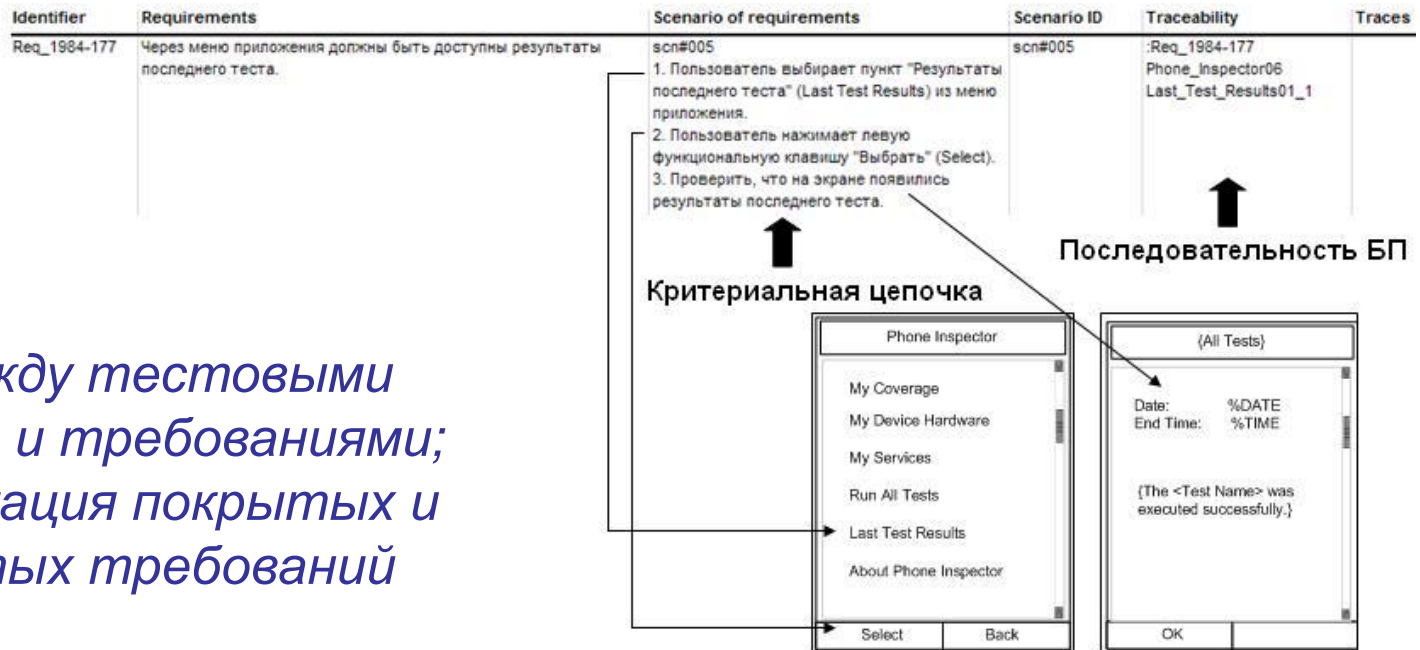 Identifier Requirements Scenario of requirements Scenario ID Traceability Traces
Req_1984-177 Через меню приложения должны быть доступны результаты последнего теста.
scn#005
1. Пользователь выбирает пункт "Результаты
последнего теста" (Last Test Results) из меню
приложения.
2. Пользователь нажимает левую
функциональную клавишу "Выбрать" (Select).
3. Проверить, что на экране появились
результаты последнего теста.
scn#005
:Req_1984-177
Phone_Inspector06
Last_Test_Results01_1
Последовательность БП
Критериальная цепочка
жду тестовыми
и требованиями;
ация покрытых и
тых требований
Phone Inspector
My Coverage
My Device Hardware
My Services
Run All Tests
Last Test Results
About Phone Inspector
Select Back
{All Tests}
Date: %DATE
End Time: %TIME
{The <Test Name> was
executed successfully.}
OK